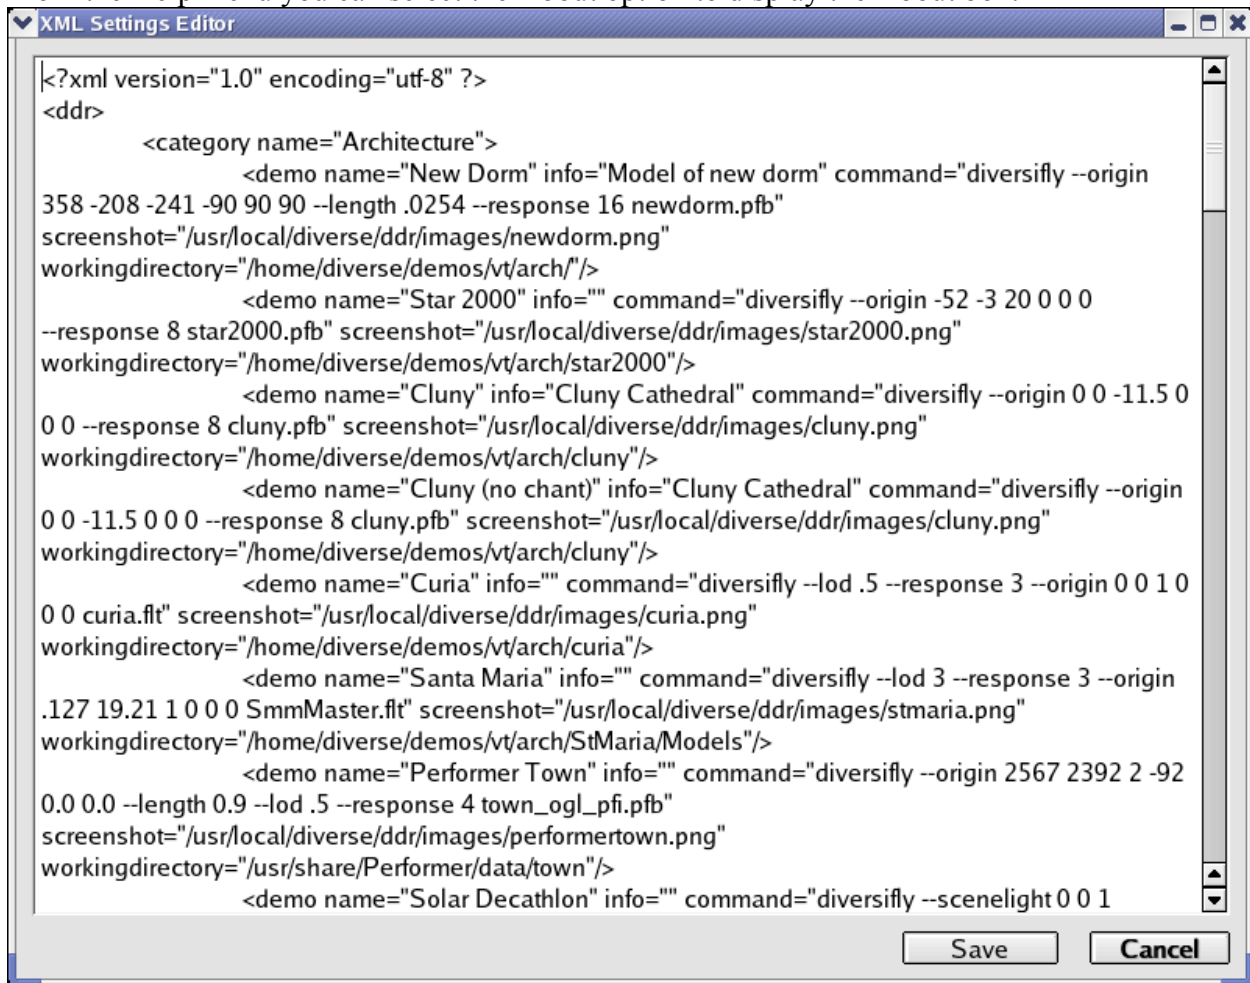 XML Settings Editor
<?xml version="1.0" encoding="utf-8" ?>
<ddr>
<category name="Architecture">
<demo name="New Dorm" info="Model of new dorm" command="diversifly --origin
358 -208 -241 -90 90 90 --length .0254 --response 16 newdorm.pfb"
screenshot="/usr/local/diverse/ddr/images/newdorm.png"
workingdirectory="/home/diverse/demos/vt/arch/"/>
<demo name="Star 2000" info="" command="diversifly --origin -52 -3 20 0 0 0
--response 8 star2000.pfb" screenshot="/usr/local/diverse/ddr/images/star2000.png"
workingdirectory="/home/diverse/demos/vt/arch/star2000"/>
<demo name="Cluny" info="Cluny Cathedral" command="diversifly --origin 0 0 -11.5 0
0 0 --response 8 cluny.pfb" screenshot="/usr/local/diverse/ddr/images/cluny.png"
workingdirectory="/home/diverse/demos/vt/arch/cluny"/>
<demo name="Cluny (no chant)" info="Cluny Cathedral" command="diversifly --origin
0 0 -11.5 0 0 0 --response 8 cluny.pfb" screenshot="/usr/local/diverse/ddr/images/cluny.png"
workingdirectory="/home/diverse/demos/vt/arch/cluny"/>
<demo name="Curia" info="" command="diversifly --lod .5 --response 3 --origin 0 0 1 0
0 0 curia.flt" screenshot="/usr/local/diverse/ddr/images/curia.png"
workingdirectory="/home/diverse/demos/vt/arch/curia"/>
<demo name="Santa Maria" info="" command="diversifly --lod 3 --response 3 --origin
.127 19.21 1 0 0 0 SmmMaster.flt" screenshot="/usr/local/diverse/ddr/images/stmaria.png"
workingdirectory="/home/diverse/demos/vt/arch/StMaria/Models"/>
<demo name="Performer Town" info="" command="diversifly --origin 2567 2392 2 -92
0.0 0.0 --length 0.9 --lod .5 --response 4 town_ogl_pfi.pfb"
screenshot="/usr/local/diverse/ddr/images/performertown.png"
workingdirectory="/usr/share/Performer/data/town"/>
<demo name="Solar Decathlon" info="" command="diversifly --scenelight 0 0 1
Save
Cancel